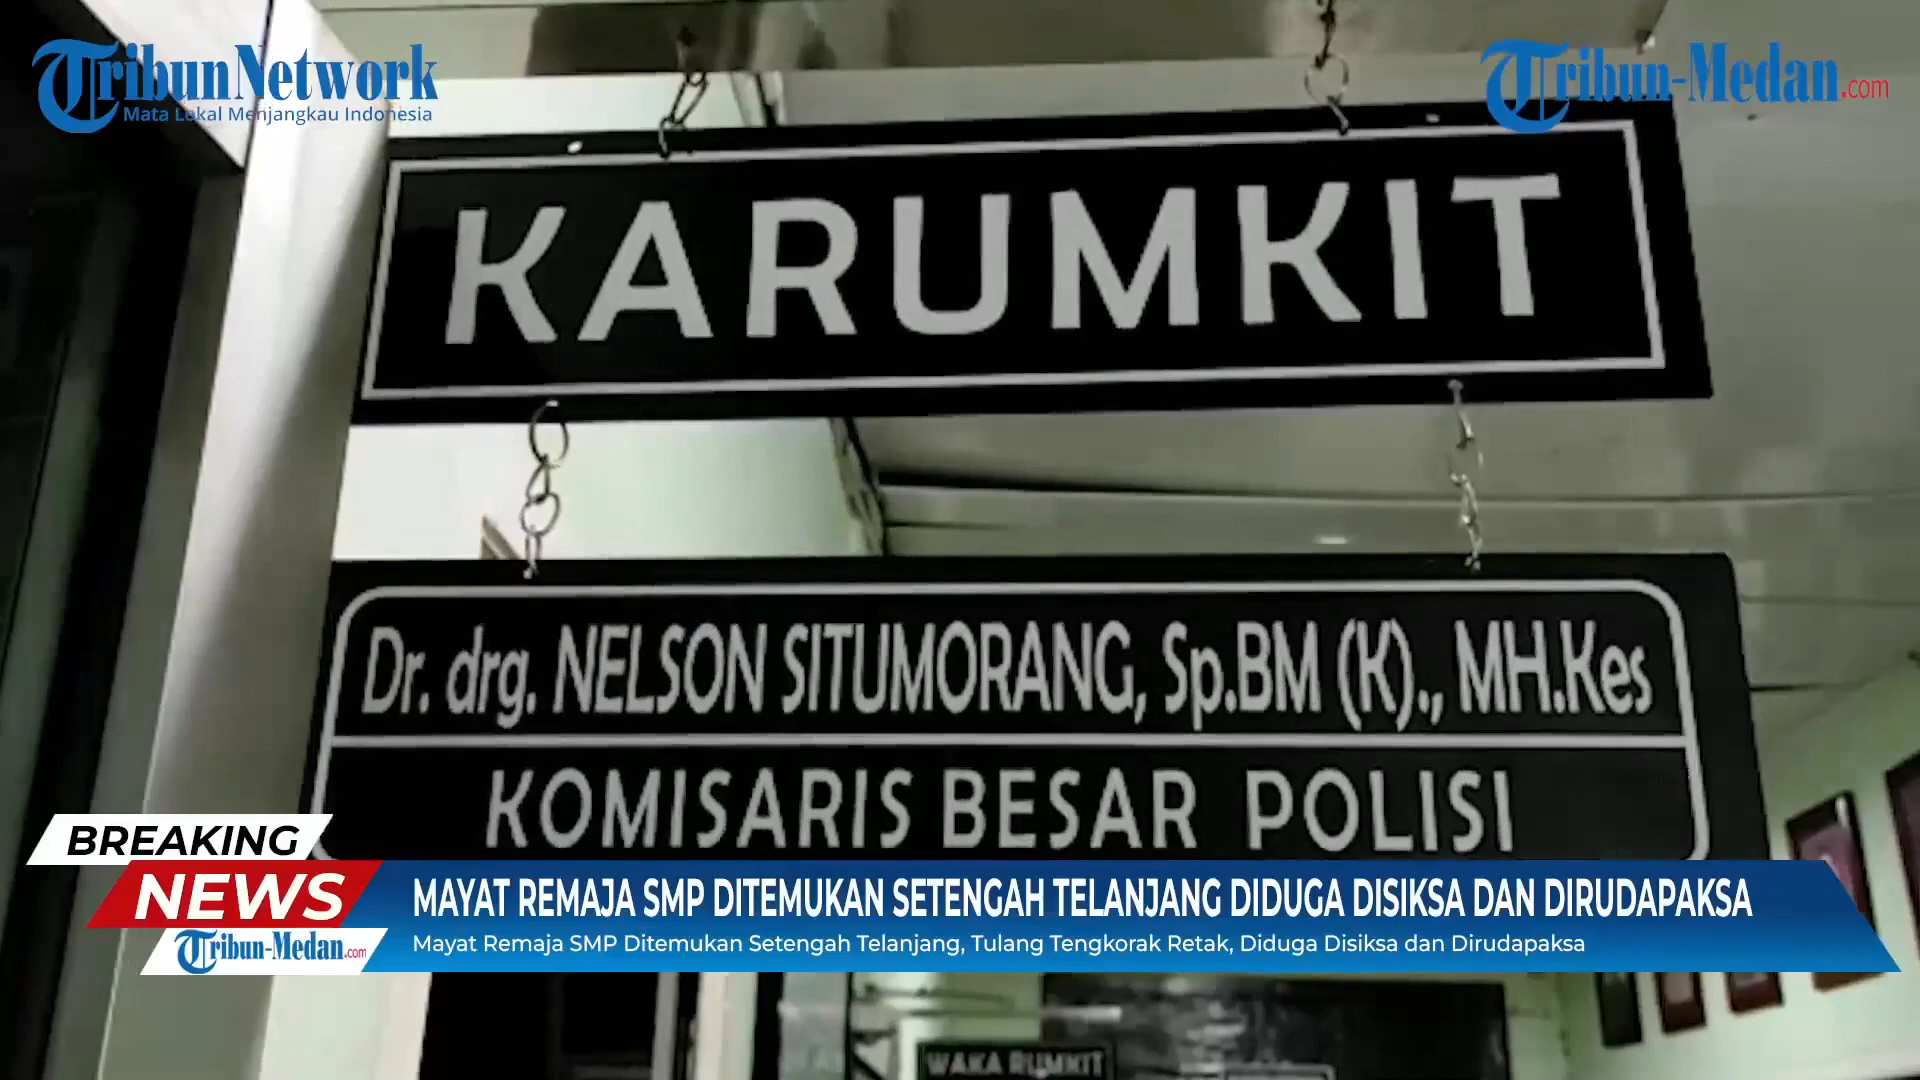 TribunNetwork
Mata Lokal Menjangkau Indonesia
Tribun-Medan.com
KARUMKIT
Dr. drg. NELSON SITUMORANG, Sp.BM (K)., MH.Kes
KOMISARIS BESAR POLISI
BREAKING
NEWS
Tribun-Medan.com
MAYAT REMAJA SMP DITEMUKAN SETENGAH TELANJANG DIDUGA DISIKSA DAN DIRUDAPAKSA
Mayat Remaja SMP Ditemukan Setengah Telanjang, Tulang Tengkorak Retak, Diduga Disiksa dan Dirudapaksa
WAKA RUMKIT